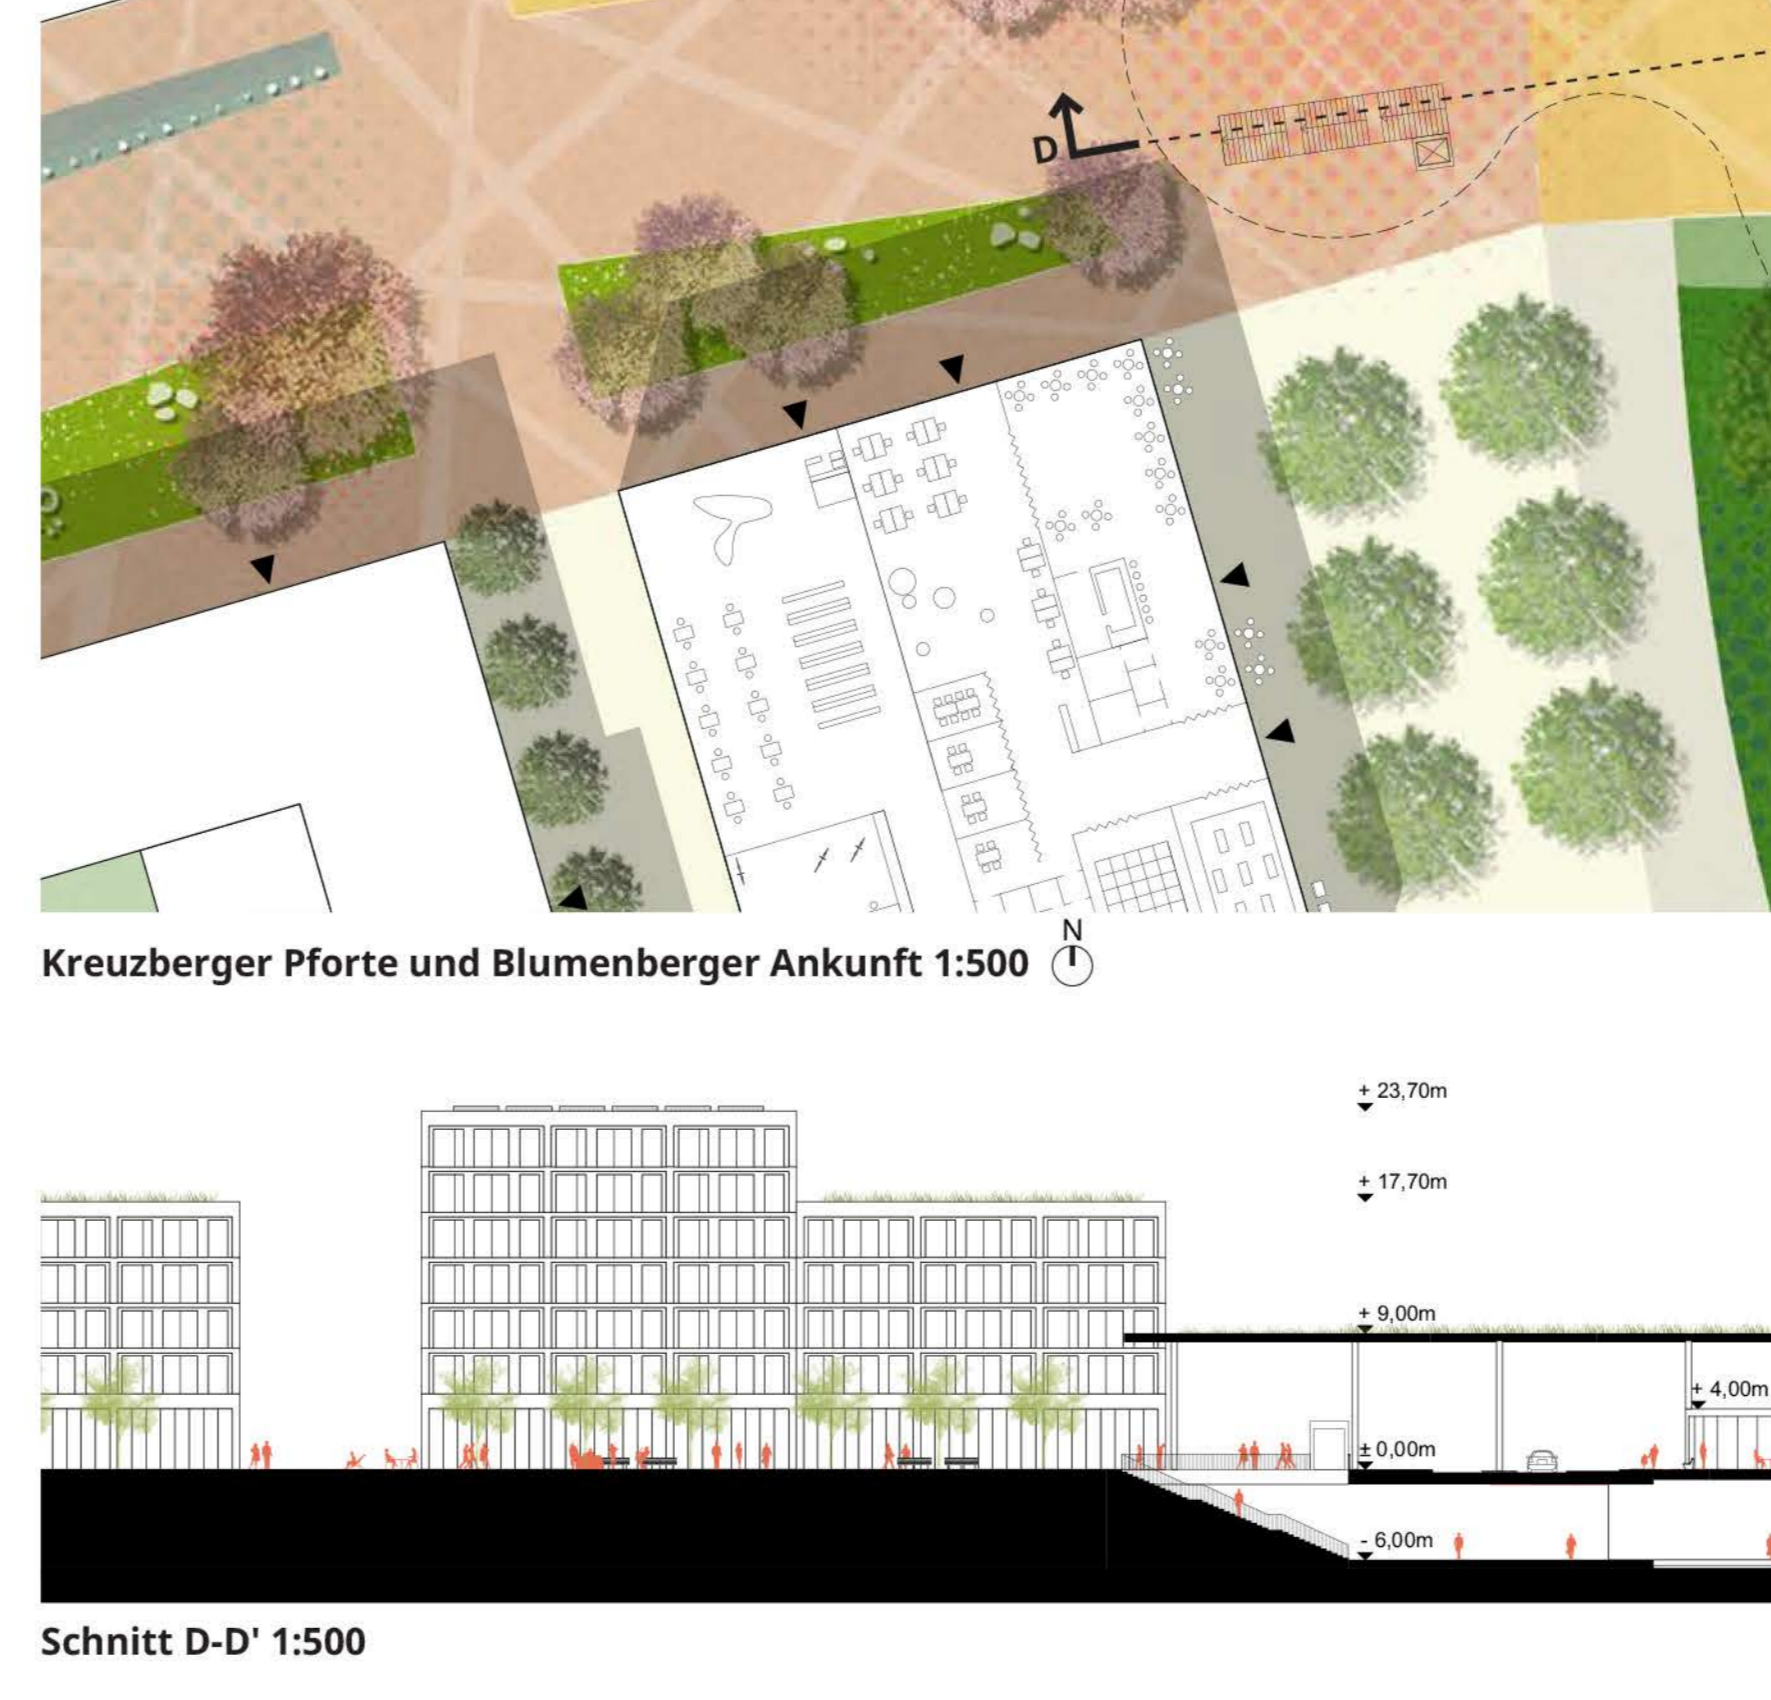 D
Kreuzberger Pforte und Blumenberger Ankunft 1:500
N
+ 23,70m
+ 17,70m
+ 9,00m
+ 4,00m
± 0,00m
- 6,00m
Schnitt D-D' 1:500